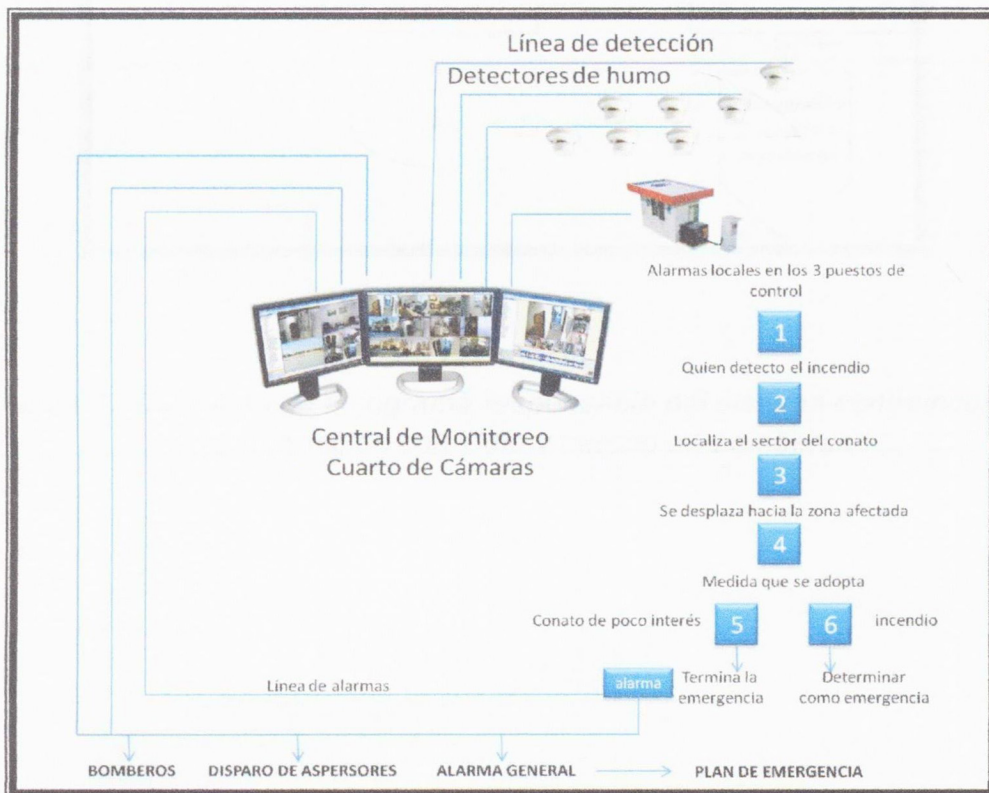 Línea de detección
Detectores de humo
Alarmas locales en los 3 puestos de
control
1
Quien detecto el incendio
2
Localiza el sector del conato
3
Se desplaza hacia la zona afectada
4
Medida que se adopta
Conato de poco interés
5
6
incendio
Central de Monitoreo
Cuarto de Cámaras
Línea de alarmas
alarma
Termina la
emergencia
Determinar
como emergencia
BOMBEROS
DISPARO DE ASPERSORES
ALARMA GENERAL
PLAN DE EMERGENCIA